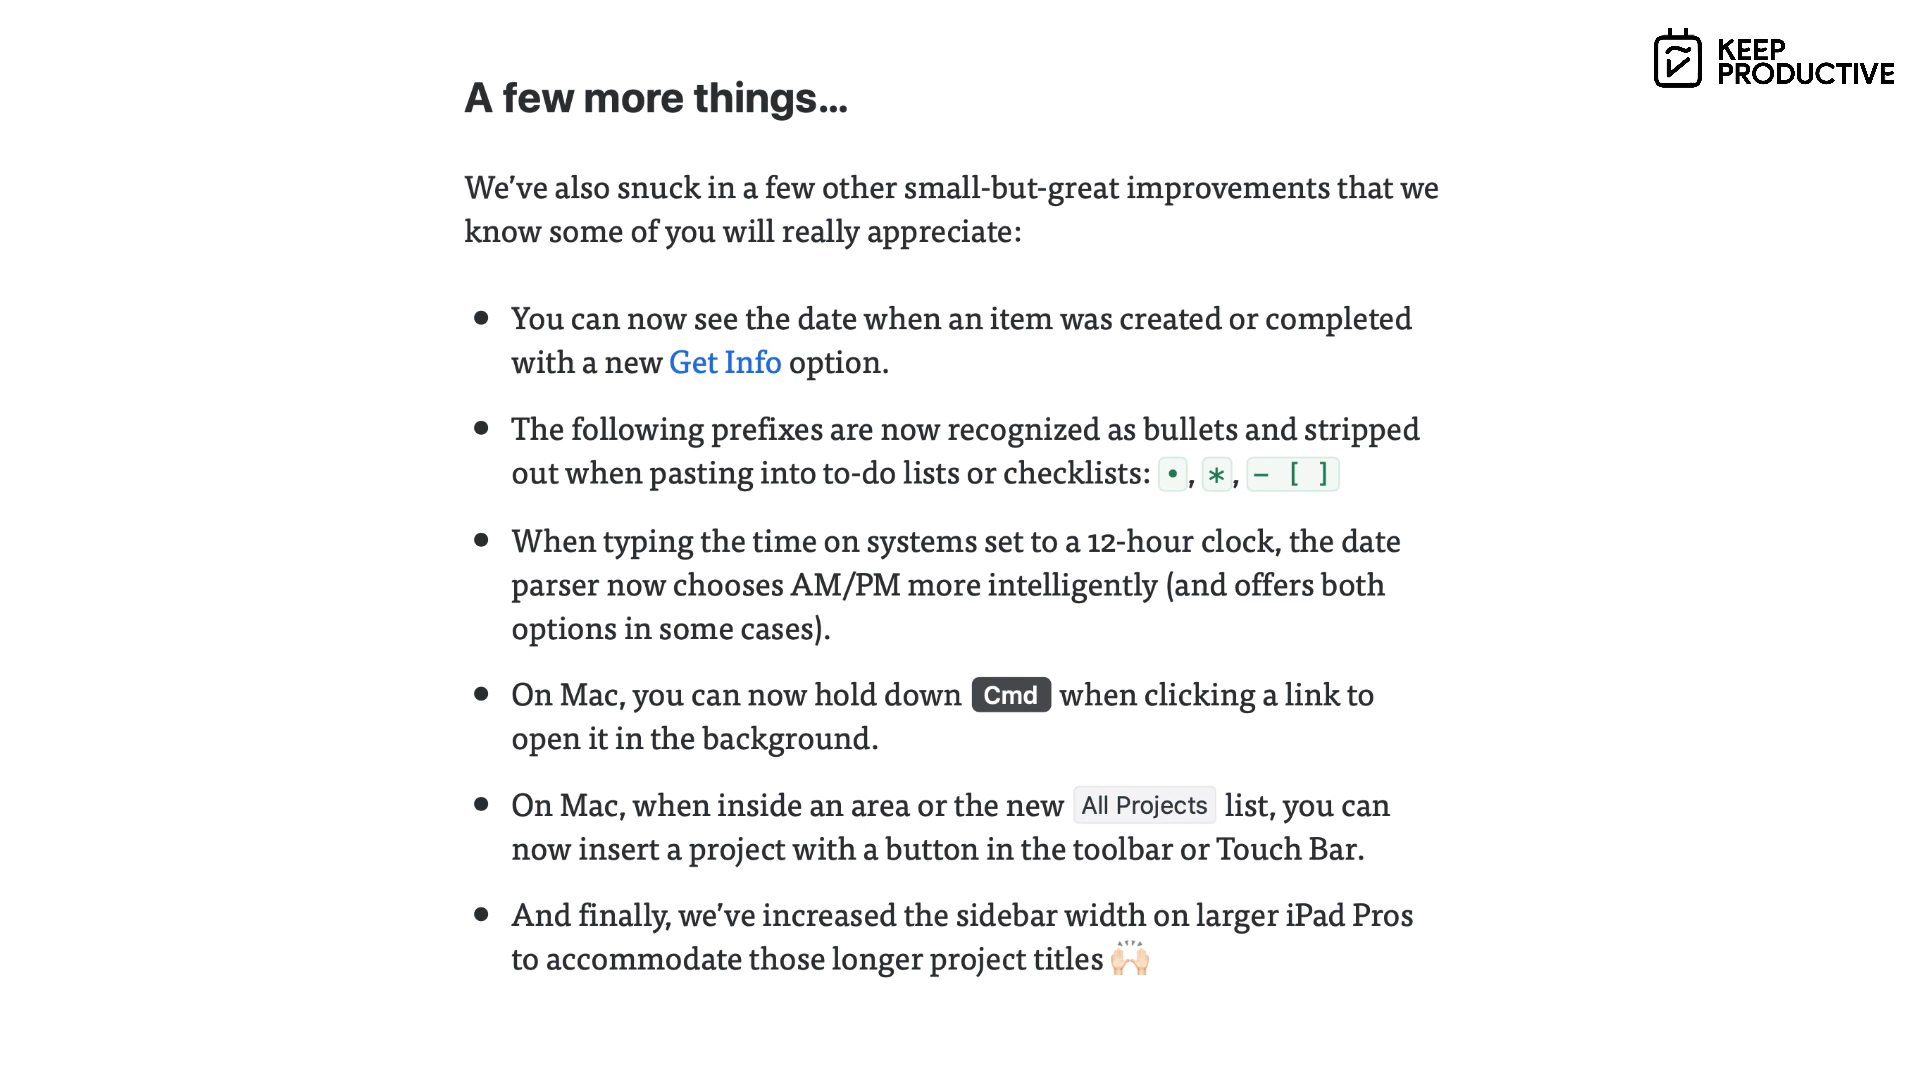 KEEP
PRODUCTIVE
A few more things…
We’ve also snuck in a few other small-but-great improvements that we
know some of you will really appreciate:
• You can now see the date when an item was created or completed
with a new Get Info option.
• The following prefixes are now recognized as bullets and stripped
out when pasting into to-do lists or checklists: •, *, – [ ]
• When typing the time on systems set to a 12-hour clock, the date
parser now chooses AM/PM more intelligently (and offers both
options in some cases).
• On Mac, you can now hold down Cmd when clicking a link to
open it in the background.
• On Mac, when inside an area or the new All Projects list, you can
now insert a project with a button in the toolbar or Touch Bar.
• And finally, we’ve increased the sidebar width on larger iPad Pros
to accommodate those longer project titles 🙌🏻